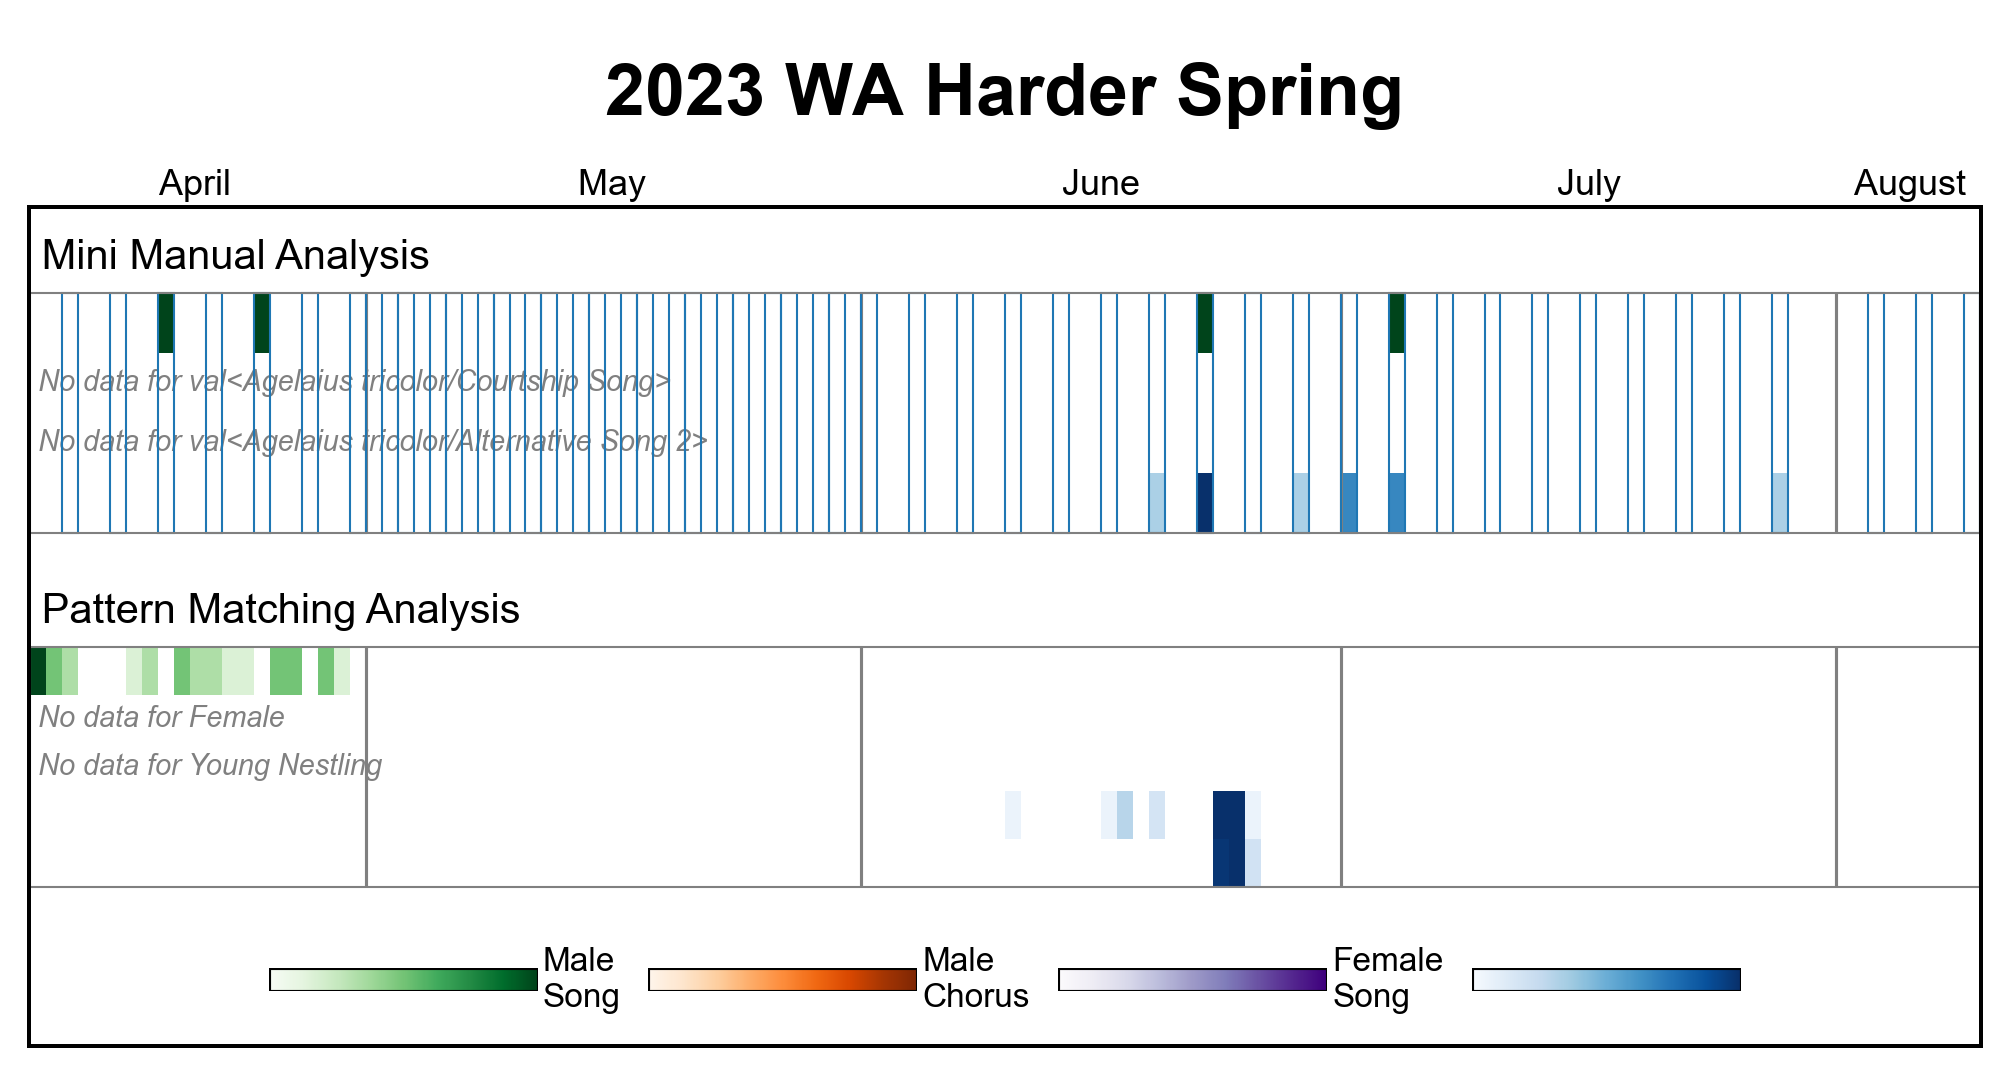 2023 WA Harder Spring
April May June July August
Mini Manual Analysis
No data for val<Agelaius tricolor/Courtship Song>
No data for val<Agelaius tricolor/Alternative Song 2>
Pattern Matching Analysis
No data for Female
No data for Young Nestling
Male
Song
Male
Chorus
Female
Song